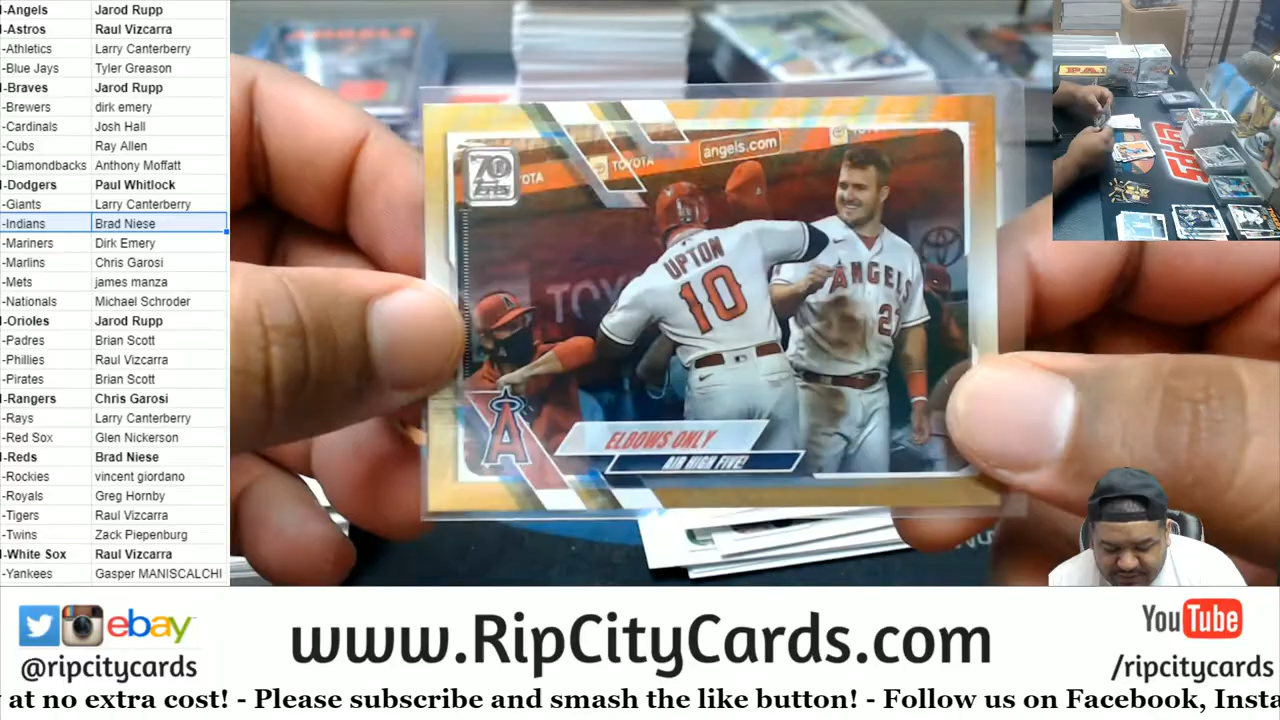 -Angels Jarod Rupp
-Astros Raul Vizcarra
-Athletics Larry Canterberry
-Blue Jays Tyler Greason
-Braves Jarod Rupp
-Brewers dirk emery
-Cardinals Josh Hall
-Cubs Ray Allen
-Diamondbacks Anthony Moffatt
-Dodgers Paul Whitlock
-Giants Larry Canterberry
-Indians Brad Niese
-Mariners Dirk Emery
-Marlins Chris Garosi
-Mets james manza
-Nationals Michael Schroder
-Orioles Jarod Rupp
-Padres Brian Scott
-Phillies Raul Vizcarra
-Pirates Brian Scott
-Rangers Chris Garosi
-Rays Larry Canterberry
-Red Sox Glen Nickerson
-Reds Brad Niese
-Rockies vincent giordano
-Royals Greg Hornby
-Tigers Raul Vizcarra
-Twins Zack Piepenburg
-White Sox Raul Vizcarra
-Yankees Gasper MANISCALCHI
70
Topps
TOYOTA
angels.com
UPTON
10
ANGELS
TOYO
A
ELBOWS ONLY
AIR HIGH FIVE!
ebay
@ripcitycards
www.RipCityCards.com
YouTube
/ripcitycards
at no extra cost! - Please subscribe and smash the like button! - Follow us on Facebook, Insta